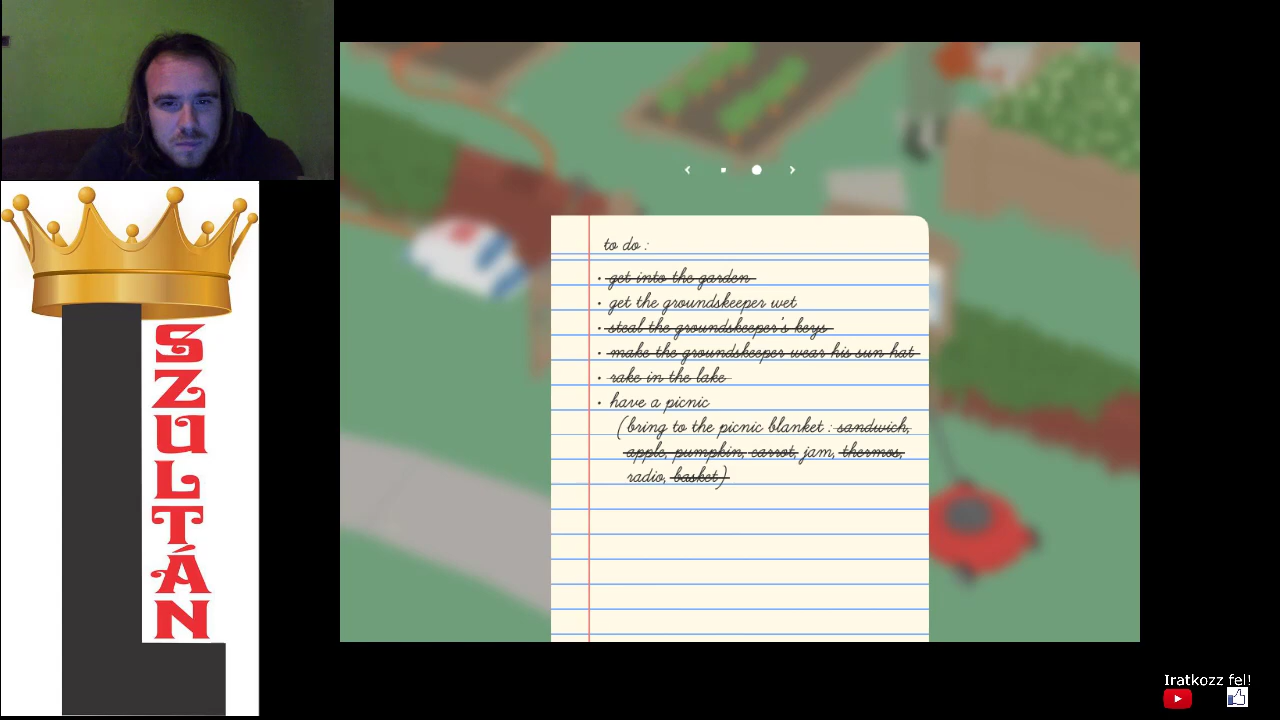 L SZULTÁN
to do :
• get into the garden
• get the groundskeeper wet
• steal the groundskeeper's keys
• make the groundskeeper wear his sun hat
• rake in the lake
• have a picnic
(bring to the picnic blanket : sandwich,
apple, pumpkin, carrot, jam, thermos,
radio, basket)
Iratkozz fel!